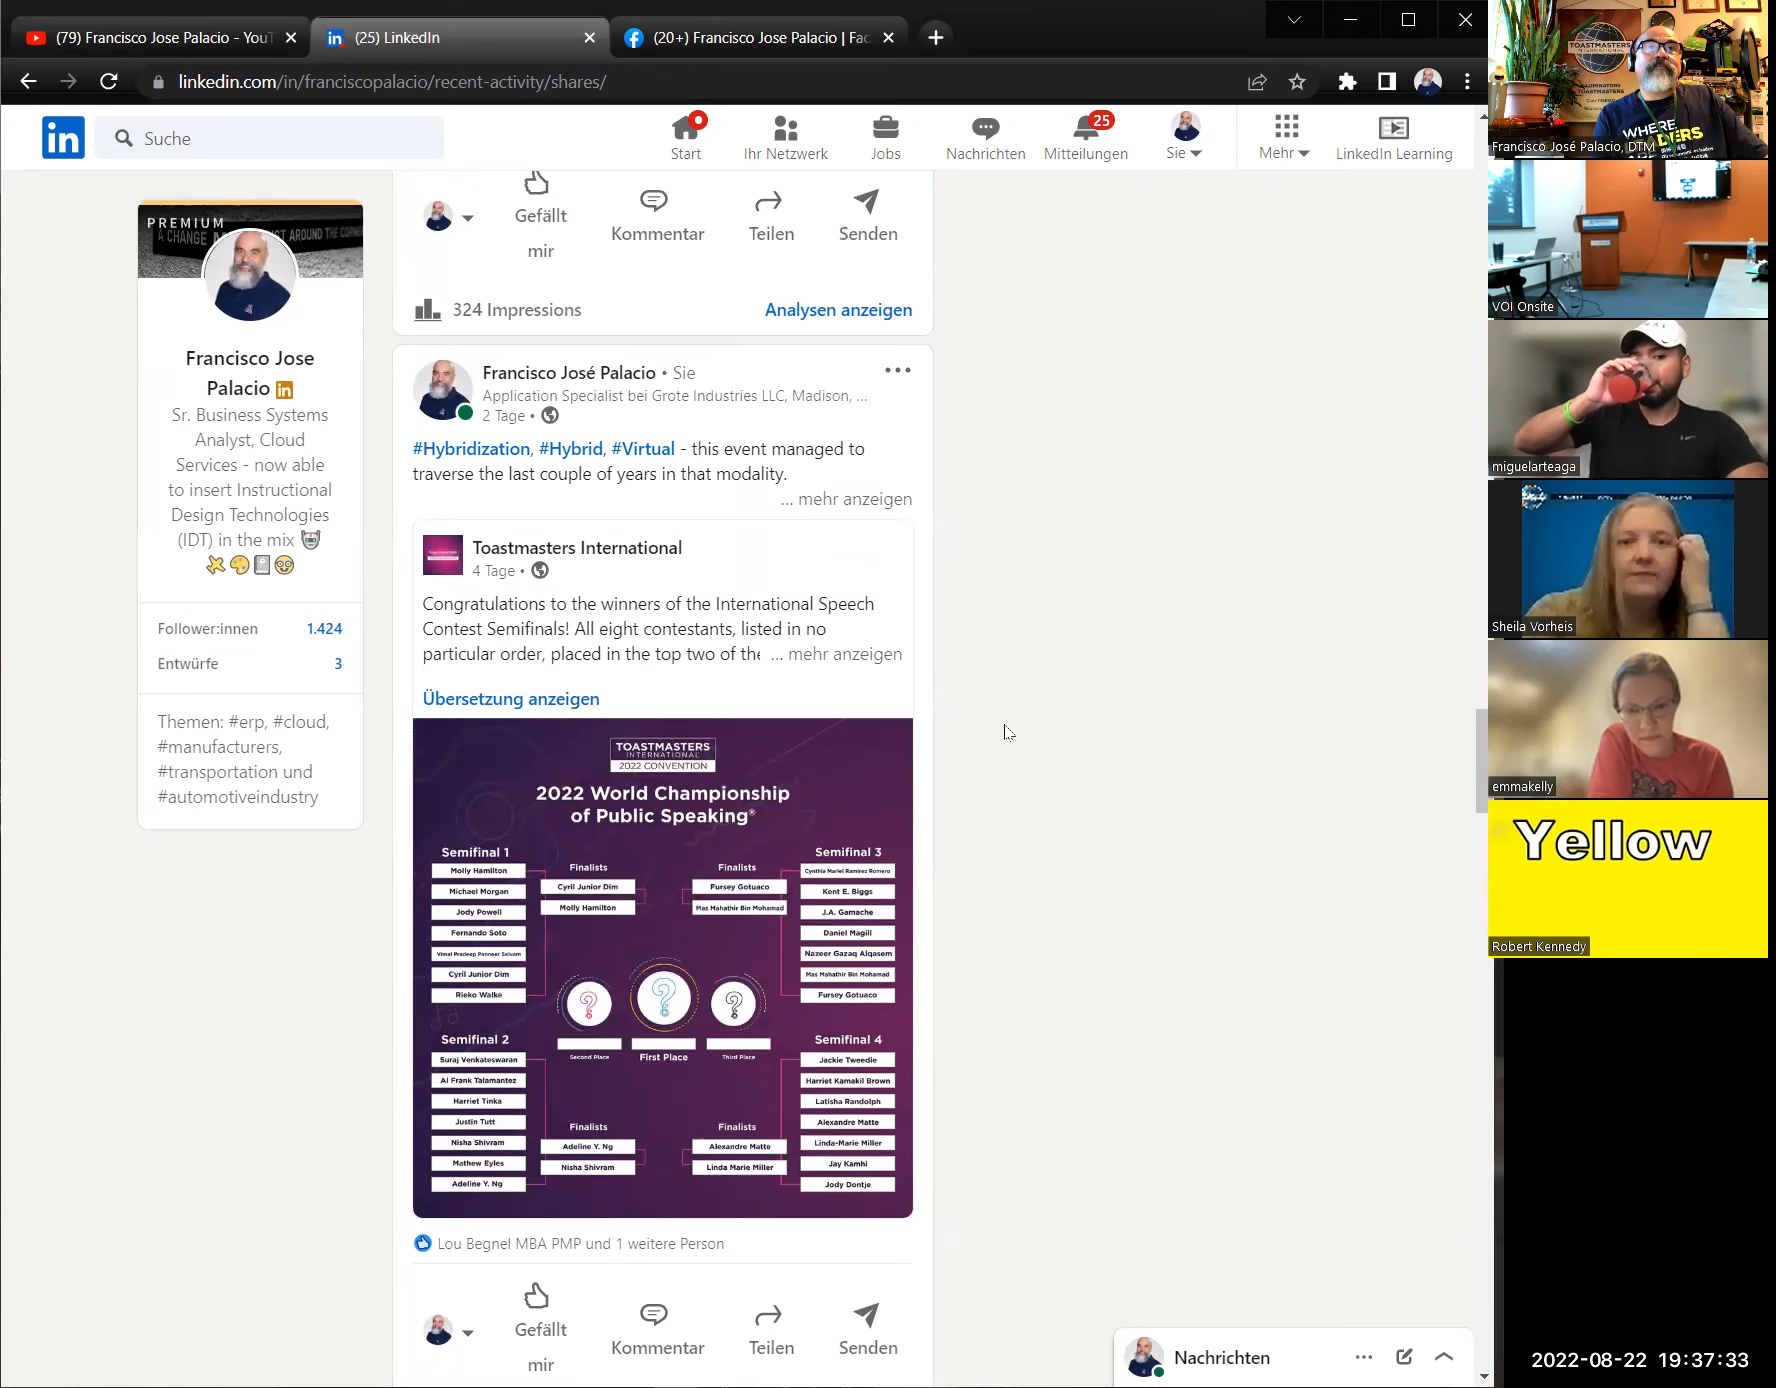 (79) Francisco Jose Palacio - YouT
(25) LinkedIn
(20+) Francisco Jose Palacio | Fac
linkedin.com/in/franciscopalacio/recent-activity/shares/
Suche
Start
Ihr Netzwerk
Jobs
Nachrichten
25
Mitteilungen
Sie
Mehr
LinkedIn Learning
PREMIUM
A CHANGE
AROUND THE CORNER
Francisco Jose
Palacio
Sr. Business Systems
Analyst, Cloud
Services - now able
to insert Instructional
Design Technologies
(IDT) in the mix
Follower:innen 1.424
Entwürfe 3
Themen: #erp, #cloud,
#manufacturers,
#transportation und
#automotiveindustry
Gefällt
mir
Kommentar
Teilen
Senden
324 Impressions
Analysen anzeigen
Francisco José Palacio • Sie
Application Specialist bei Grote Industries LLC, Madison, ...
2 Tage •
#Hybridization, #Hybrid, #Virtual - this event managed to
traverse the last couple of years in that modality.
... mehr anzeigen
Toastmasters International
4 Tage •
Congratulations to the winners of the International Speech
Contest Semifinals! All eight contestants, listed in no
particular order, placed in the top two of the ... mehr anzeigen
Übersetzung anzeigen
TOASTMASTERS
INTERNATIONAL
2022 CONVENTION
2022 World Championship
of Public Speaking®
Semifinal 1
Molly Hamilton
Michael Morgan
Jody Powell
Fernando Soto
Vimal Pradeep Panneer Selvam
Cyril Junior Dim
Rieko Walke
Finalists
Cyril Junior Dim
Molly Hamilton
Finalists
Fursey Gotuaco
Mas Mahathir Bin Mohamad
Semifinal 3
Cynthia Mariel Ramirez Romero
Kent E. Biggs
J.A. Gamache
Daniel Magill
Nazeer Gazaq Alqasem
Mas Mahathir Bin Mohamad
Fursey Gotuaco
Second Place
First Place
Third Place
Semifinal 2
Suraj Venkateswaran
Al Frank Talamantez
Harriet Tinka
Justin Tutt
Nisha Shivram
Mathew Eyles
Adeline Y. Ng
Finalists
Adeline Y. Ng
Nisha Shivram
Finalists
Alexandre Matte
Linda Marie Miller
Semifinal 4
Jackie Tweedie
Harriet Kamakil Brown
Latisha Randolph
Alexandre Matte
Linda-Marie Miller
Jay Kamhi
Jody Dontje
Lou Begnel MBA PMP und 1 weitere Person
Gefällt
mir
Kommentar
Teilen
Senden
Nachrichten
TOASTMASTERS
INTERNATIONAL
WHERE
Francisco José Palacio, DTM
VOI Onsite
miguelarteaga
Sheila Vorheis
emmakelly
Yellow
Robert Kennedy
2022-08-22 19:37:33